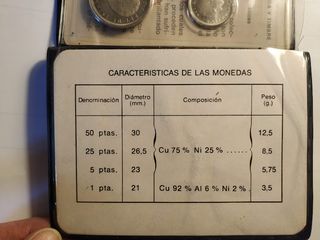 CARACTERISTICAS DE LAS MONEDAS
Denominación Diámetro (mm.) Composición Peso (g.)
50 ptas. 30 12,5
25 ptas. 26,5 Cu 75 % Ni 25 % ...... 8,5
5 ptas. 23 5,75
1 pta. 21 Cu 92 % Al 6 % Ni 2 % . 3,5